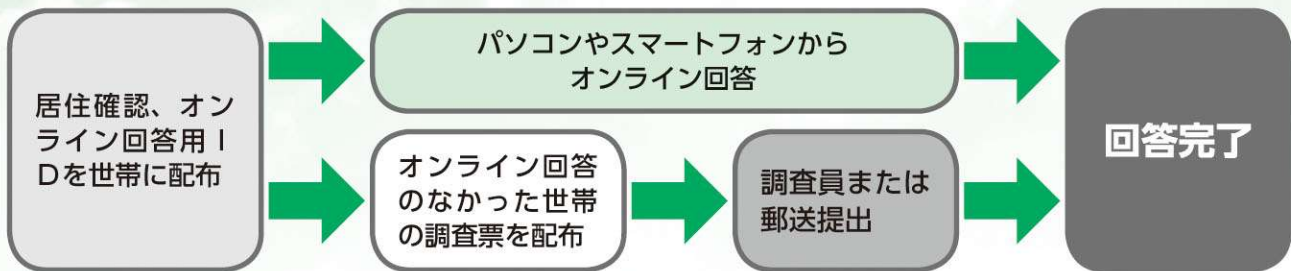 居住確認、オン
ライン回答用I
Dを世帯に配布
パソコンやスマートフォンから
オンライン回答
オンライン回答
のなかった世帯
の調査票を配布
調査員または
郵送提出
回答完了